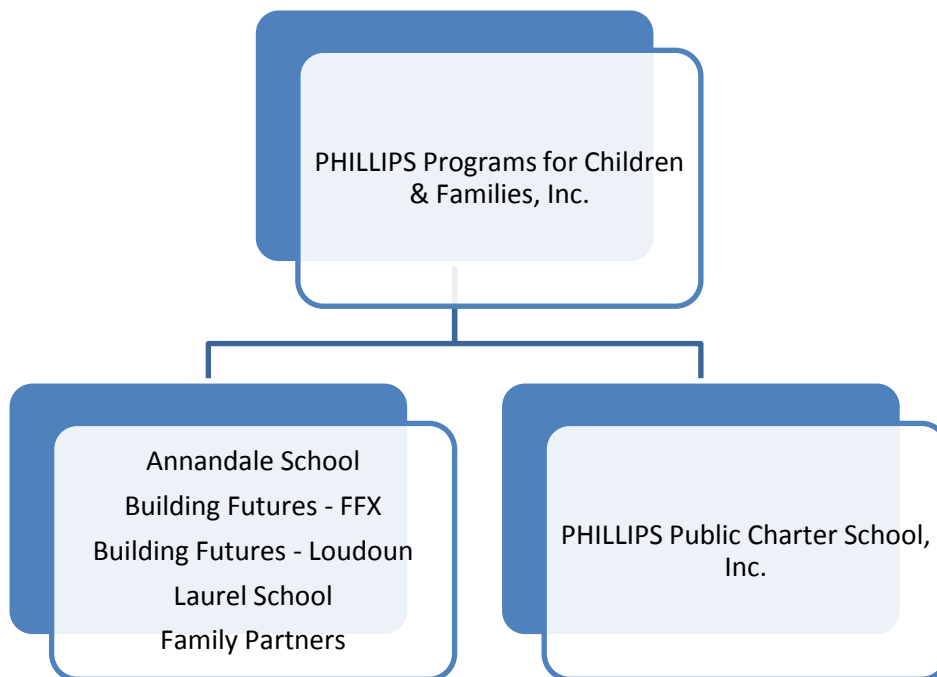 PHILLIPS Programs for Children
& Families, Inc.
Annandale School
Building Futures - FFX
Building Futures - Loudoun
Laurel School
Family Partners
PHILLIPS Public Charter School,
Inc.